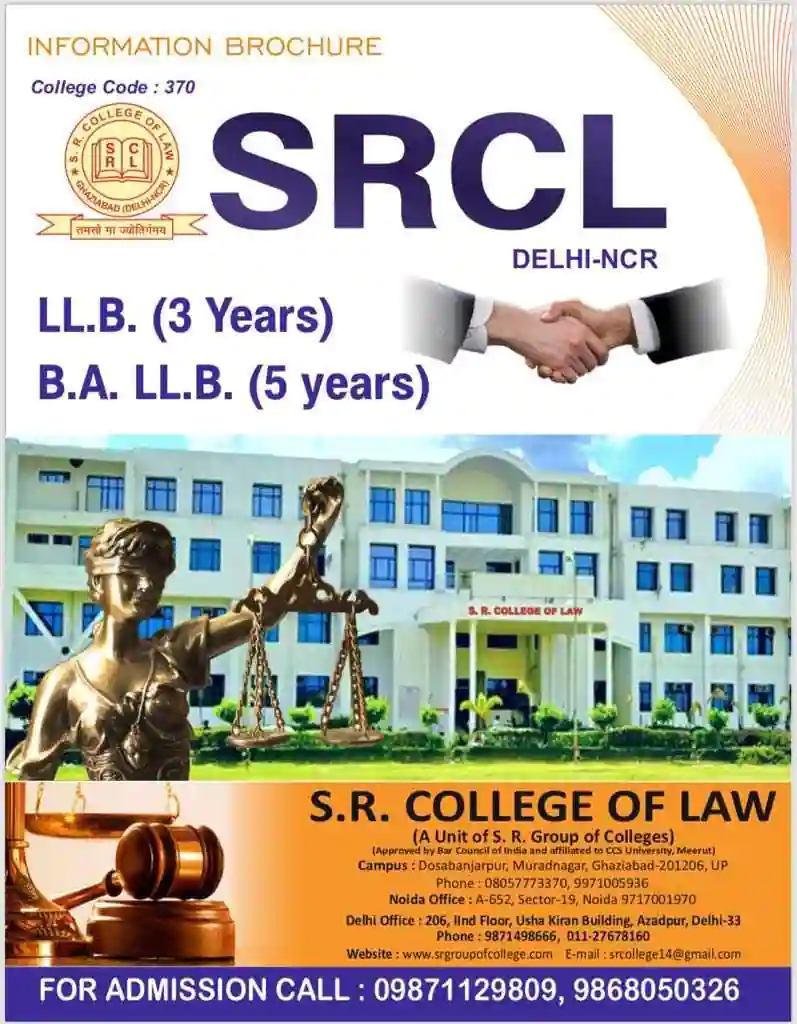 INFORMATION BROCHURE
College Code : 370
S. R. COLLEGE OF LAW
S C
R L
GHAZIABAD (DELHI-NCR)
तमसो मा ज्योतिर्गमय
SRCL
DELHI-NCR
LL.B. (3 Years)
B.A. LL.B. (5 years)
S. R. COLLEGE OF LAW
S.R. COLLEGE OF LAW
(A Unit of S. R. Group of Colleges)
(Approved by Bar Council of India and affiliated to CCS University, Meerut)
Campus : Dosabanjarpur, Muradnagar, Ghaziabad-201206, UP
Phone : 08057773370, 9971005936
Noida Office : A-652, Sector-19, Noida 9717001970
Delhi Office : 206, IInd Floor, Usha Kiran Building, Azadpur, Delhi-33
Phone : 9871498666, 011-27678160
Website : www.srgroupofcollege.com E-mail : srcollege14@gmail.com
FOR ADMISSION CALL : 09871129809, 9868050326